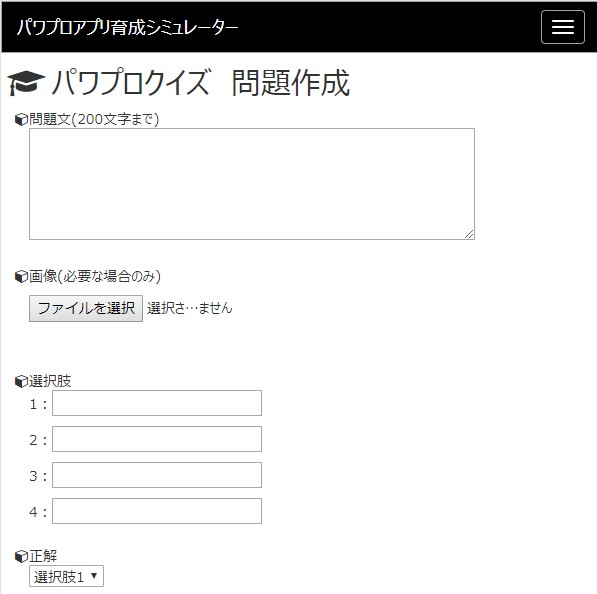 パワプロアプリ育成シミュレーター
パワプロクイズ 問題作成
問題文(200文字まで)
画像(必要な場合のみ)
ファイルを選択 選択さ…ません
選択肢
1：
2：
3：
4：
正解
選択肢1